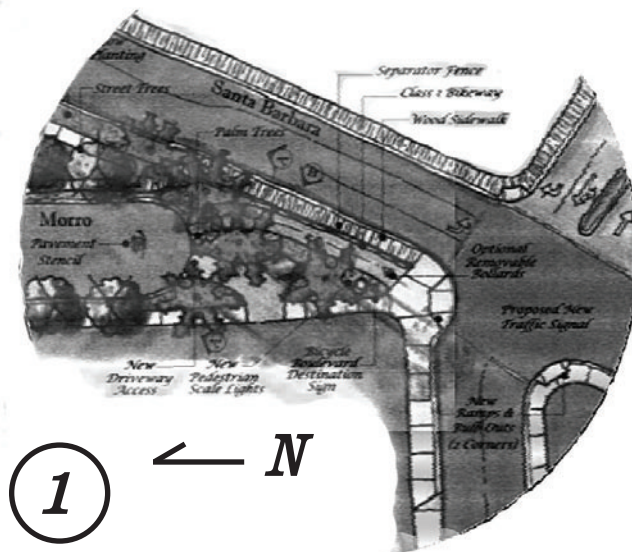 Planting
Street Trees
Santa Barbara
Palm Trees
Separator Fence
Class 1 Bikeway
Wood Sidewalk
Morro
Pavement
Stencil
Optional
Removable
Bollards
Proposed New
Traffic Signal
New
Driveway
Access
New
Pedestrian
Scale Lights
Bicycle
Boulevard
Destination
Sign
New
Ramps &
Bulb-Outs
(2 Corners)
1
N